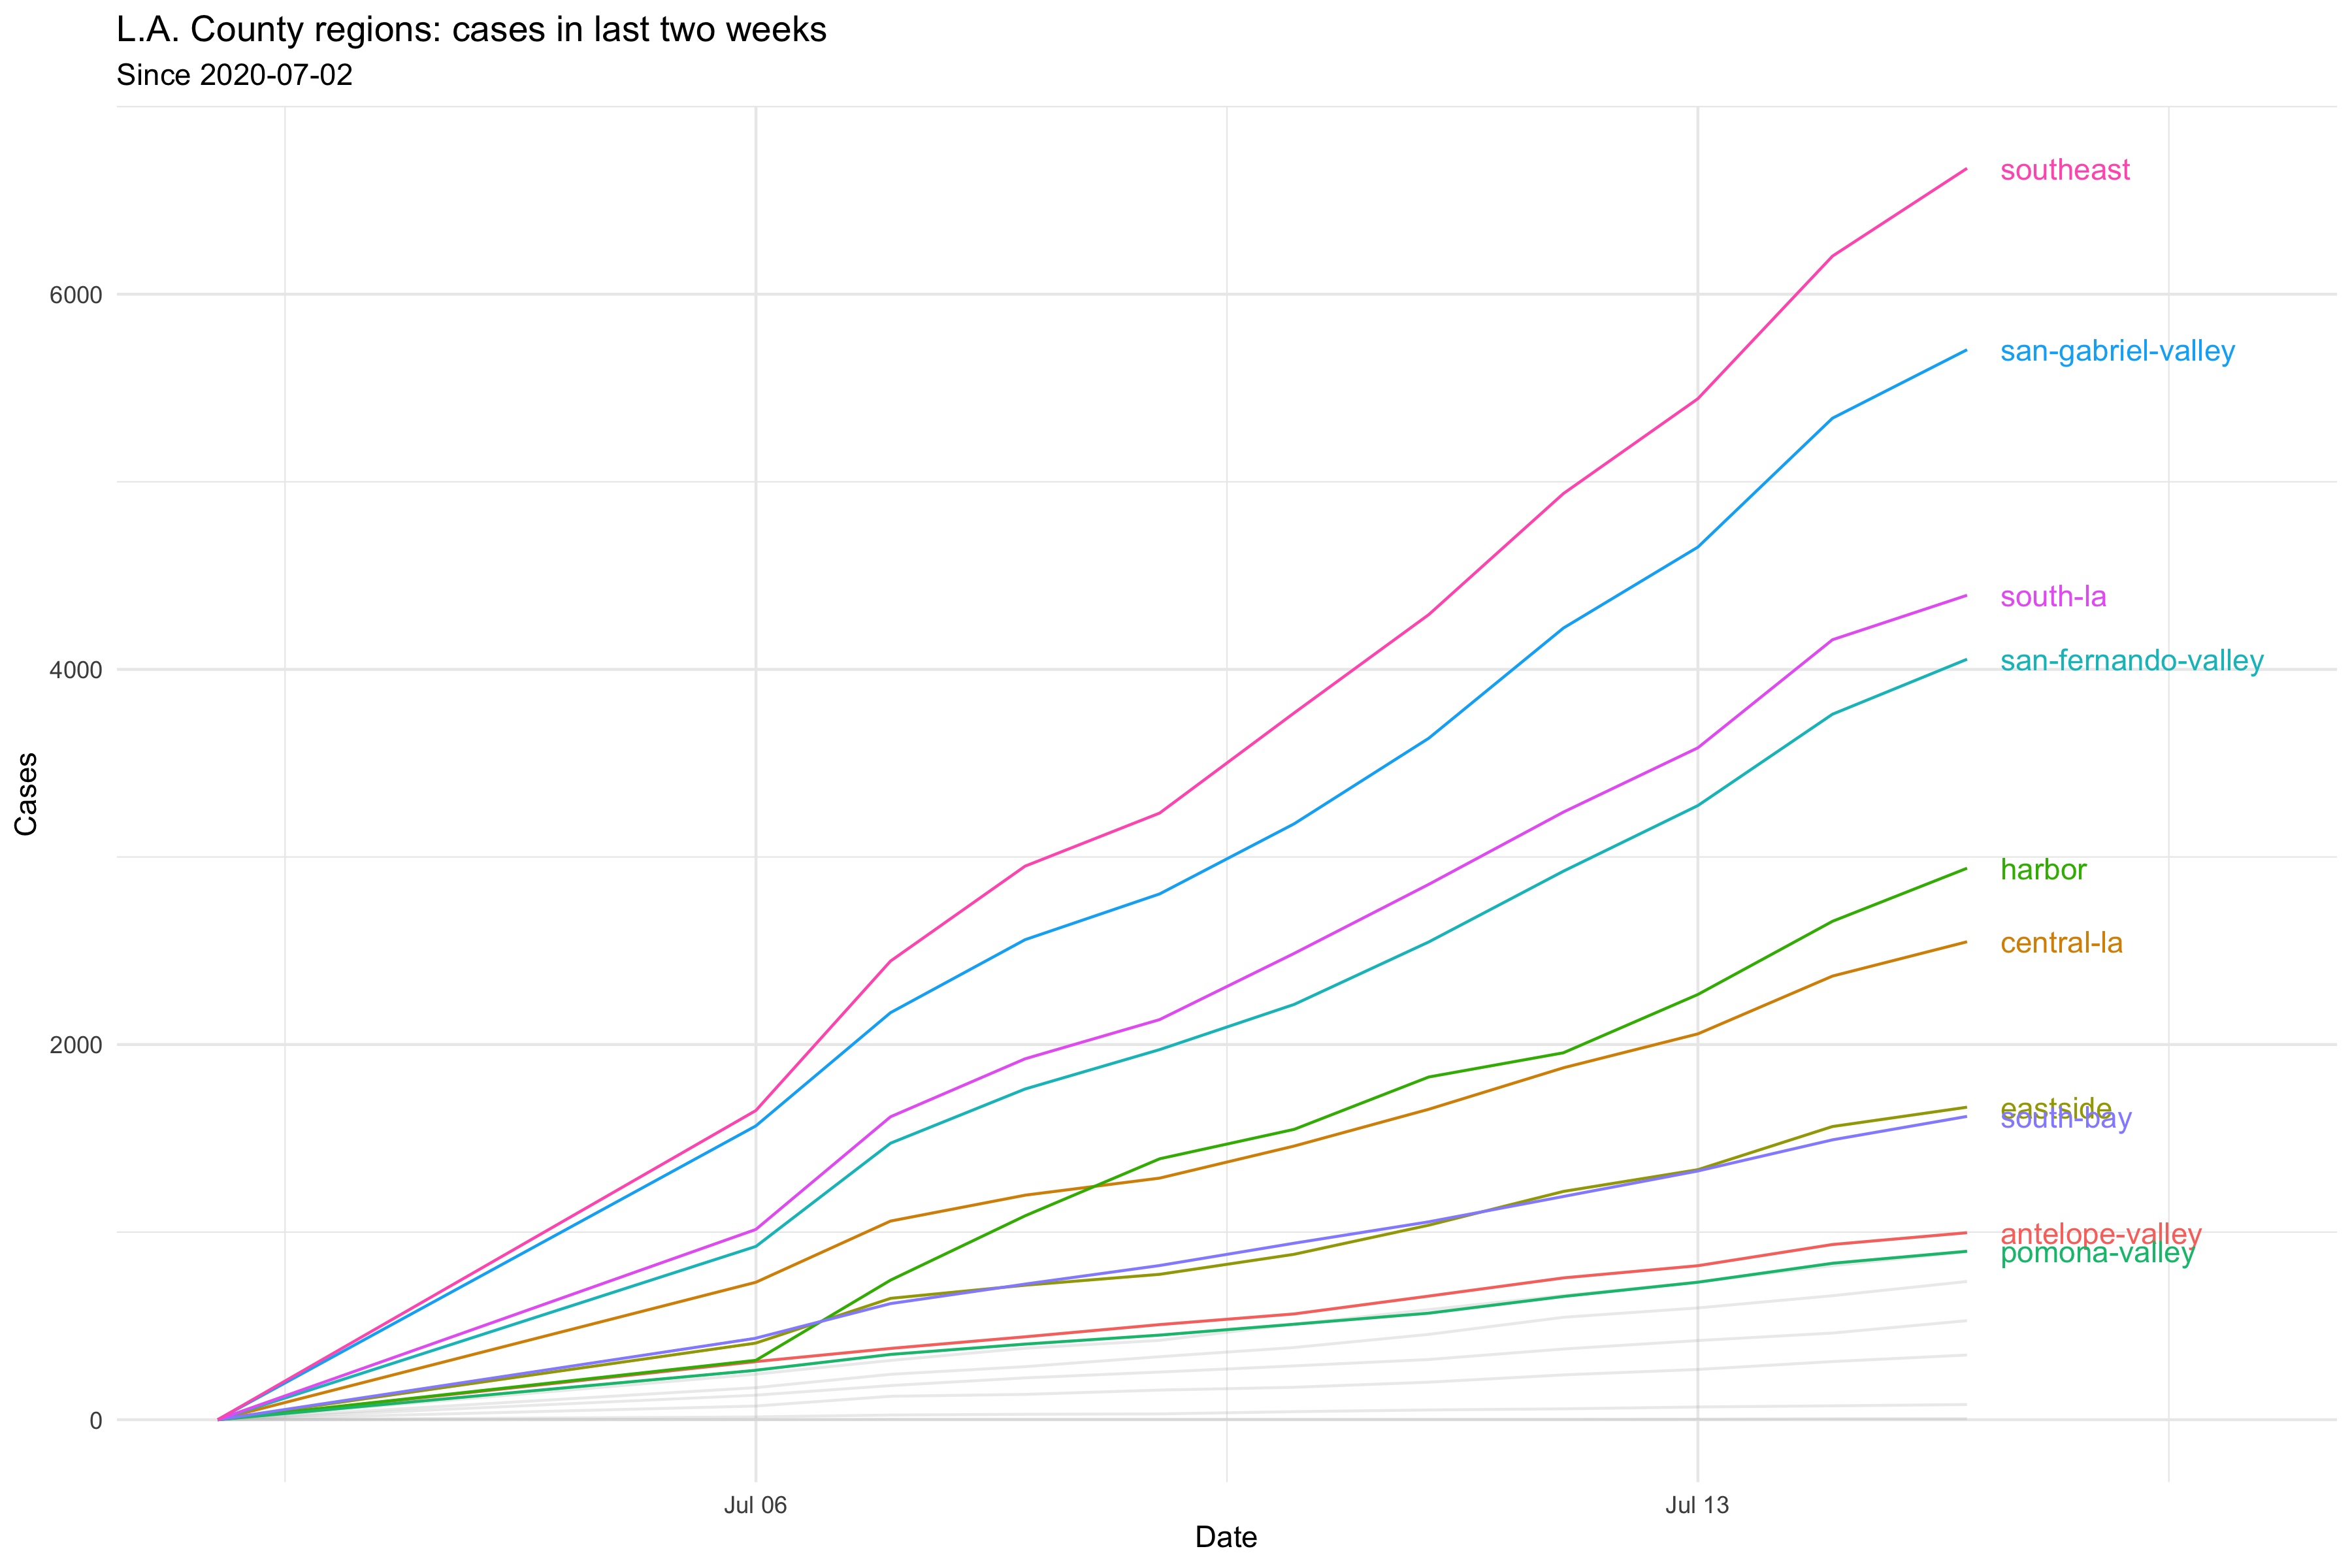 L.A. County regions: cases in last two weeks
Since 2020-07-02
southeast
6000
san-gabriel-valley
south-la
san-fernando-valley
4000
Cases
harbor
central-la
2000
eastside
south-bay
antelope-valley
pomona-valley
0
Jul 06
Jul 13
Date